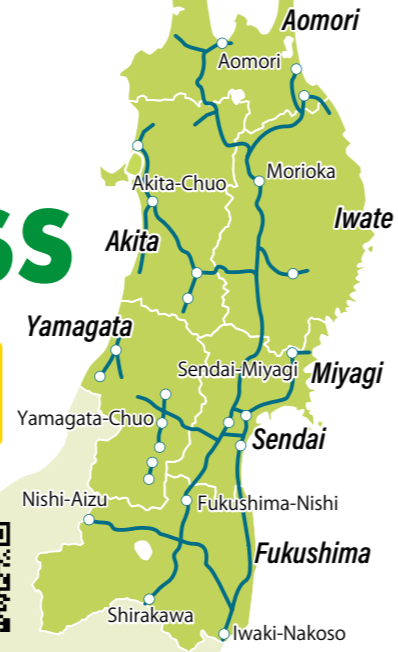 Aomori
Aomori
Morioka
Akita-Chuo
Iwate
ss
Akita
Yamagata
Sendai-Miyagi
Miyagi
Yamagata-Chuo
Sendai
Nishi-Aizu
Fukushima-Nishi
Fukushima
Shirakawa
Iwaki-Nakoso